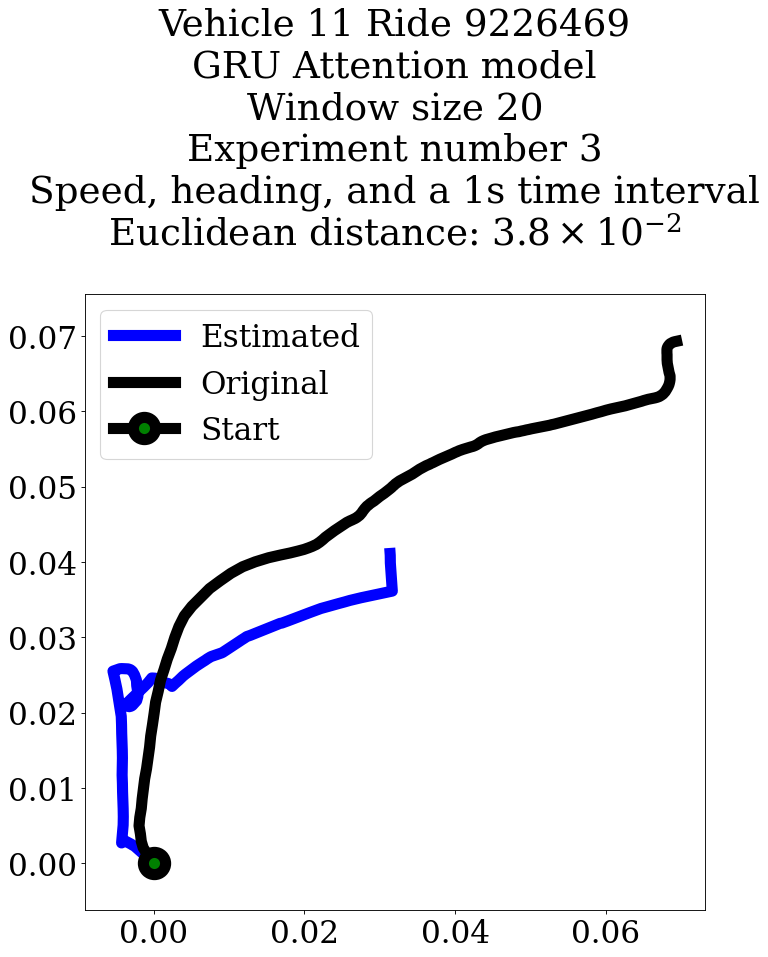 Vehicle 11 Ride 9226469
GRU Attention model
Window size 20
Experiment number 3
Speed, heading, and a 1s time interval
Euclidean distance: 3.8 × 10⁻²
Estimated
Original
Start
0.07
0.06
0.05
0.04
0.03
0.02
0.01
0.00
0.00 0.02 0.04 0.06